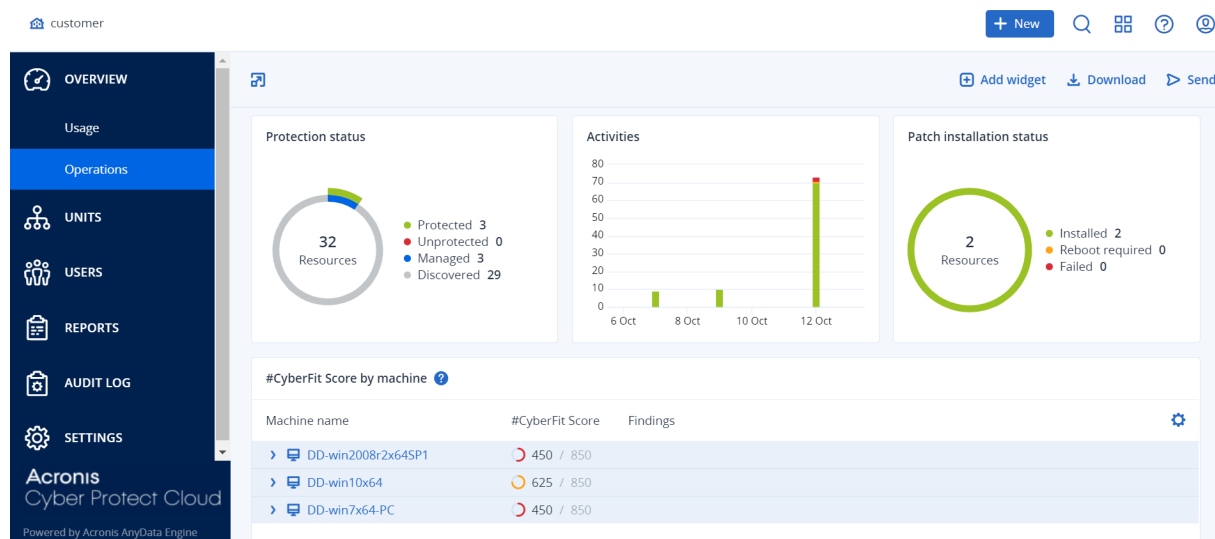 customer
New
OVERVIEW
Usage
Operations
UNITS
USERS
REPORTS
AUDIT LOG
SETTINGS
Acronis
Cyber Protect Cloud
Powered by Acronis AnyData Engine
Add widget
Download
Send
Protection status
32
Resources
Protected 3
Unprotected 0
Managed 3
Discovered 29
Activities
80
70
60
50
40
30
20
10
0
6 Oct 8 Oct 10 Oct 12 Oct
Patch installation status
2
Resources
Installed 2
Reboot required 0
Failed 0
#CyberFit Score by machine ?
Machine name #CyberFit Score Findings
DD-win2008r2x64SP1 450 / 850
DD-win10x64 625 / 850
DD-win7x64-PC 450 / 850